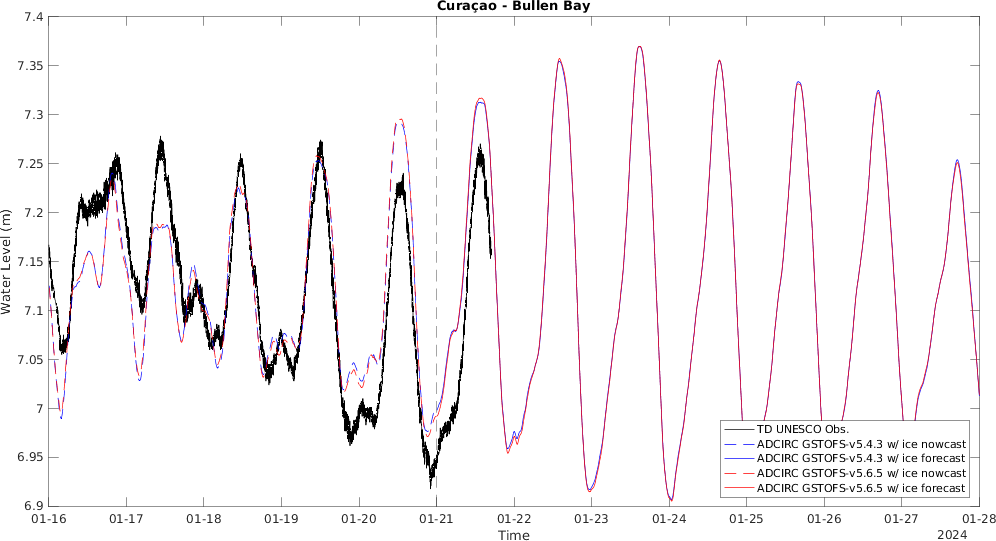 Curaçao - Bullen Bay
7.4
7.35
7.3
7.25
7.2
7.15
7.1
7.05
7
6.95
6.9
Water Level (m)
01-16 01-17 01-18 01-19 01-20 01-21 01-22 01-23 01-24 01-25 01-26 01-27 01-28
Time
2024
TD UNESCO Obs.
ADCIRC GSTOFS-v5.4.3 w/ ice nowcast
ADCIRC GSTOFS-v5.4.3 w/ ice forecast
ADCIRC GSTOFS-v5.6.5 w/ ice nowcast
ADCIRC GSTOFS-v5.6.5 w/ ice forecast